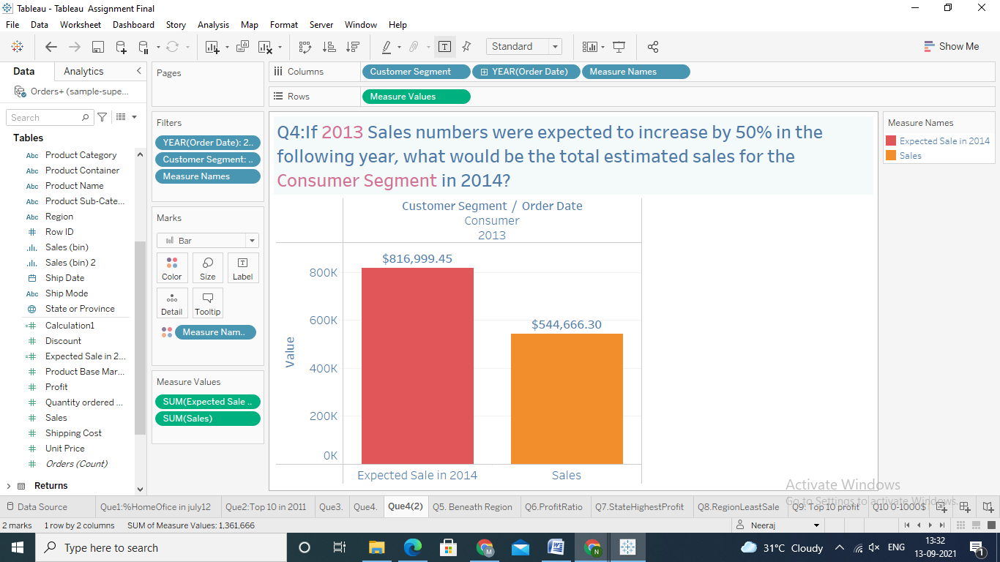 Tableau - Tableau Assignment Final
File Data Worksheet Dashboard Story Analysis Map Format Server Window Help
Standard
Show Me
Data Analytics
Orders+ (sample-supe...
Search
Tables
Abc Product Category
Abc Product Container
Abc Product Name
Abc Product Sub-Cate...
Abc Region
# Row ID
Sales (bin)
Sales (bin) 2
Ship Date
Abc Ship Mode
State or Province
=# Calculation1
# Discount
=# Expected Sale in 2...
# Product Base Mar...
# Profit
# Quantity ordered ...
# Sales
# Shipping Cost
# Unit Price
# Orders (Count)
Returns
Pages
Filters
YEAR(Order Date): 2..
Customer Segment: ..
Measure Names
Marks
Bar
Color Size Label
Detail Tooltip
Measure Nam..
Measure Values
SUM(Expected Sale ..
SUM(Sales)
Columns Customer Segment YEAR(Order Date) Measure Names
Rows Measure Values
Q4:If 2013 Sales numbers were expected to increase by 50% in the
following year, what would be the total estimated sales for the
Consumer Segment in 2014?
Customer Segment / Order Date
Consumer
2013
$816,999.45
$544,666.30
Value
800K
600K
400K
200K
0K
Expected Sale in 2014 Sales
Measure Names
Expected Sale in 2014
Sales
Activate Windows
Go to Settings to activate Windows.
Data Source Que1:%HomeOfice in july12 Que2:Top 10 in 2011 Que3. Que4. Que4(2) Q5. Beneath Region Q6.ProfitRatio Q7.StateHighestProfit Q8.RegionLeastSale Q9: Top 10 profit Q10 0-1000$
2 marks 1 row by 2 columns SUM of Measure Values: 1,361,666
Neeraj
Type here to search
31°C Cloudy ENG
13:32
13-09-2021
1